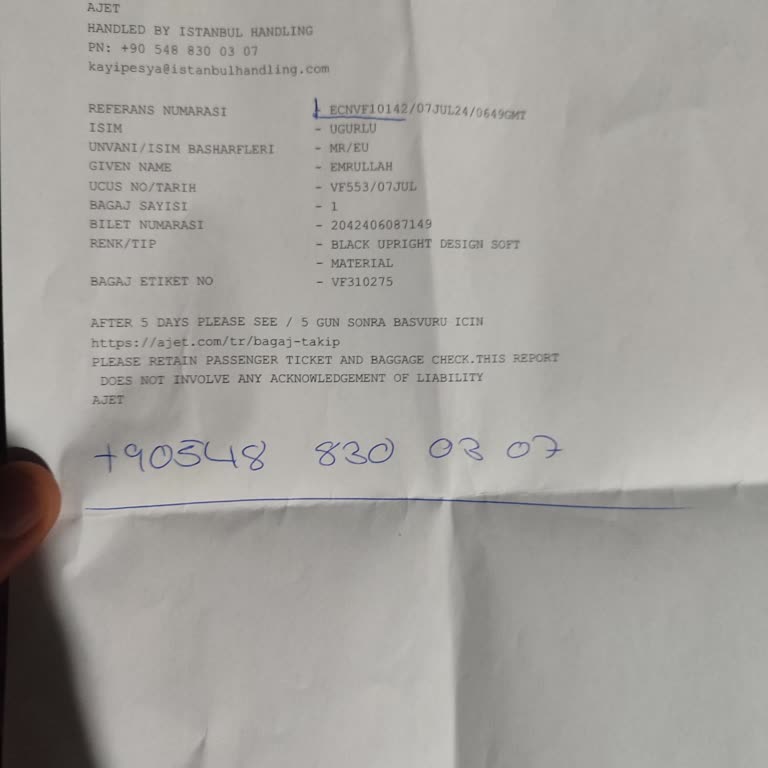 AJET
HANDLED BY ISTANBUL HANDLING
PN: +90 548 830 03 07
kayipesya@istanbulhandling.com
REFERANS NUMARASI - ECNVF10142/07JUL24/0649GMT
ISIM - UGURLU
UNVANI/ISIM BASHARFLERI - MR/EU
GIVEN NAME - EMRULLAH
UCUS NO/TARIH - VF553/07JUL
BAGAJ SAYISI - 1
BILET NUMARASI - 2042406087149
RENK/TIP - BLACK UPRIGHT DESIGN SOFT
- MATERIAL
BAGAJ ETIKET NO - VF310275
AFTER 5 DAYS PLEASE SEE / 5 GUN SONRA BASVURU ICIN
https://ajet.com/tr/bagaj-takip
PLEASE RETAIN PASSENGER TICKET AND BAGGAGE CHECK.THIS REPORT
DOES NOT INVOLVE ANY ACKNOWLEDGEMENT OF LIABILITY
AJET
+90548 830 03 07